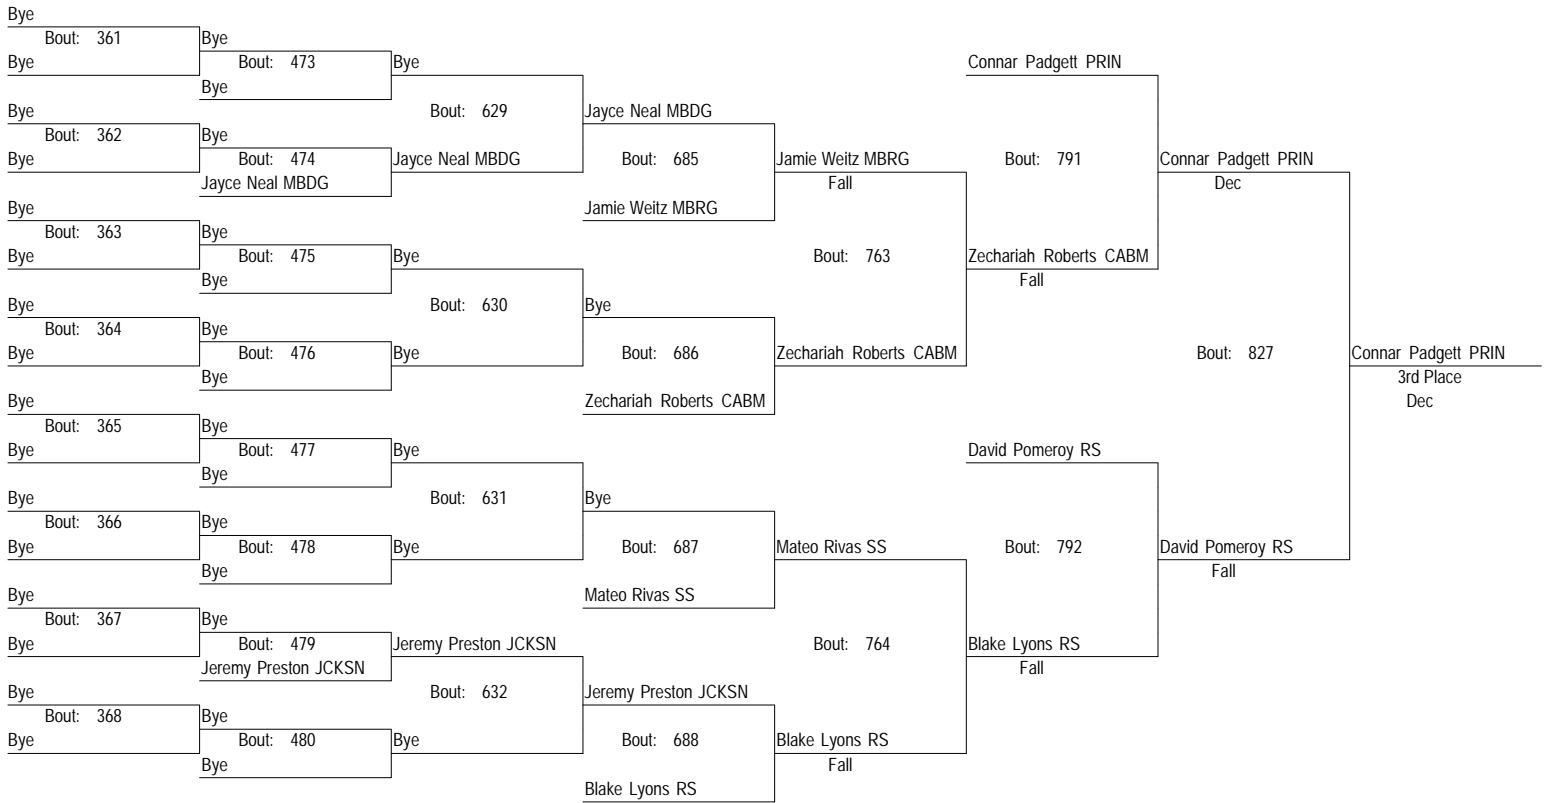 Bye
Bout: 361
Bye
Bye
Bout: 473
Bye
Bye
Bout: 362
Bye
Bye
Bout: 474
Jayce Neal MBDG
Bye
Bout: 629
Jayce Neal MBDG
Bye
Bout: 363
Bye
Bye
Bout: 475
Bye
Bye
Bout: 364
Bye
Bye
Bout: 476
Bye
Bye
Bout: 630
Bye
Bye
Bout: 365
Bye
Bye
Bout: 477
Bye
Bye
Bout: 366
Bye
Bye
Bout: 478
Bye
Bye
Bout: 631
Bye
Bye
Bout: 367
Bye
Bye
Bout: 479
Jeremy Preston JCKSN
Bye
Bout: 368
Bye
Bye
Bout: 480
Bye
Jeremy Preston JCKSN
Bout: 632
Bye
Jayce Neal MBDG
Bout: 685
Jamie Weitz MBRG
Bye
Bout: 686
Zechariah Roberts CABM
Bye
Bout: 687
Mateo Rivas SS
Jeremy Preston JCKSN
Bout: 688
Blake Lyons RS
Jamie Weitz MBRG
Fall
Bout: 763
Zechariah Roberts CABM
Mateo Rivas SS
Bout: 764
Blake Lyons RS
Fall
Connar Padgett PRIN
Bout: 791
Zechariah Roberts CABM
Fall
David Pomeroy RS
Bout: 792
Blake Lyons RS
Fall
Connar Padgett PRIN
Dec
Bout: 827
David Pomeroy RS
Fall
Connar Padgett PRIN
3rd Place
Dec